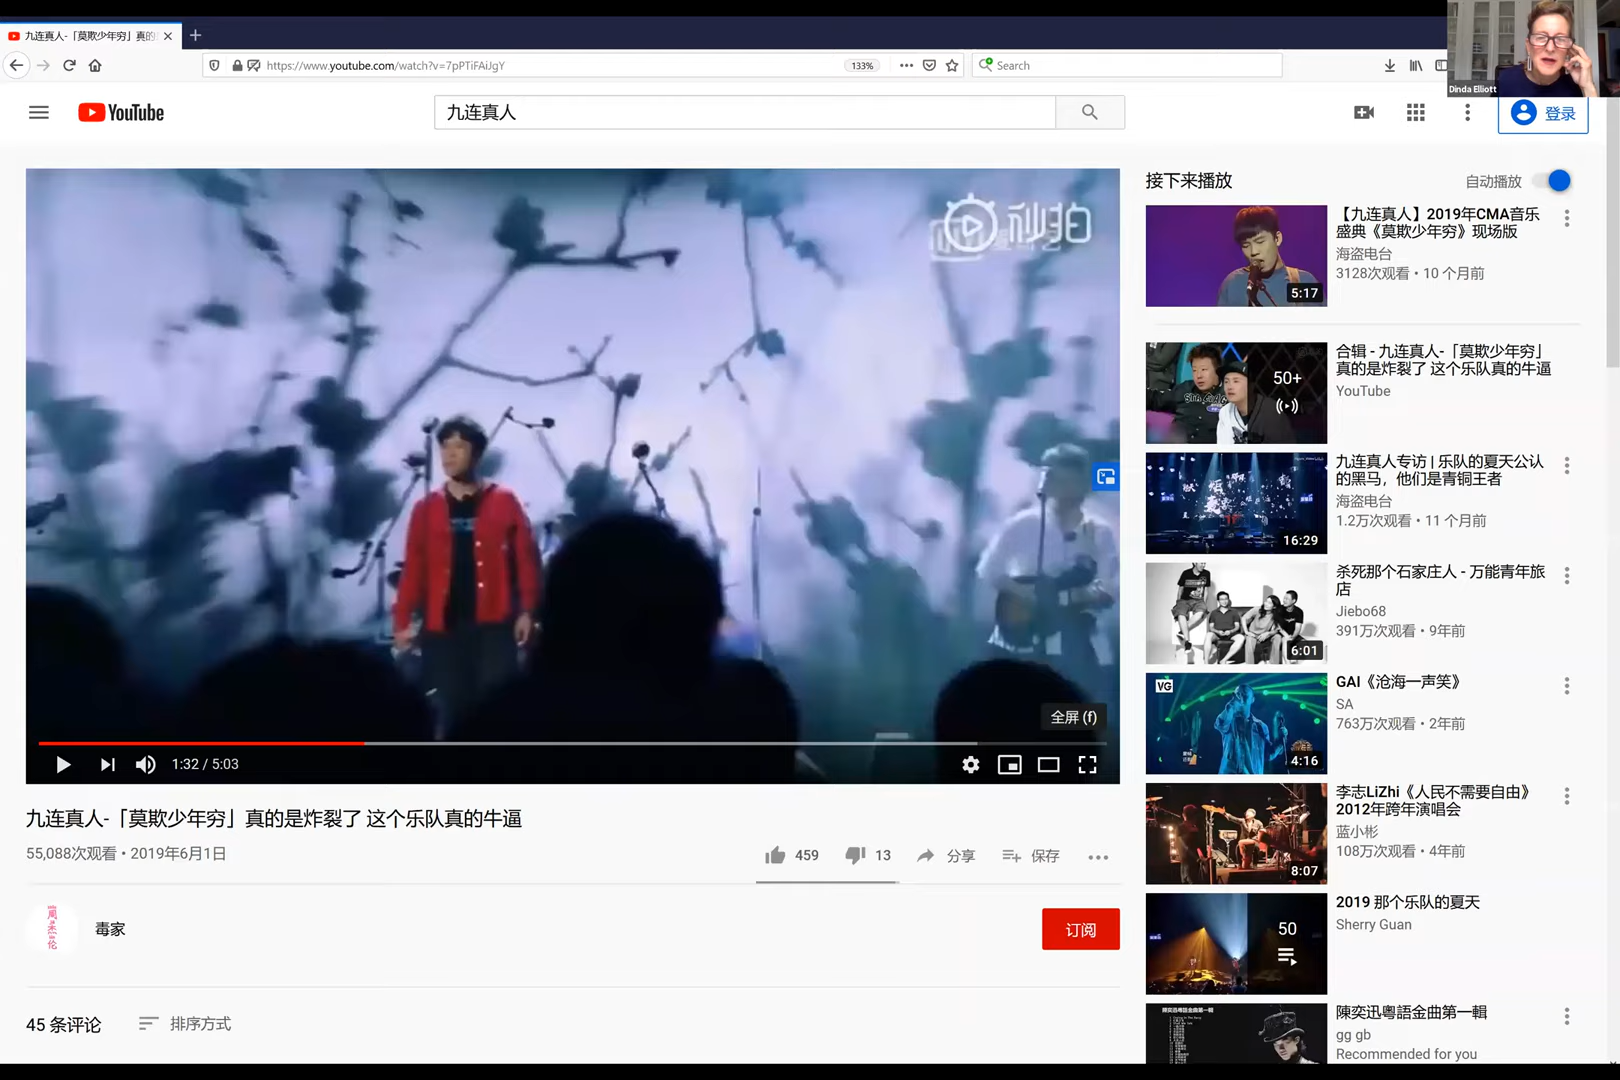 九连真人-「莫欺少年穷」真的
https://www.youtube.com/watch?v=7pPTiFAiJgY
133%
Search
Dinda Elliott
YouTube
九连真人
登录
秒拍
全屏 (f)
1:32 / 5:03
九连真人-「莫欺少年穷」真的是炸裂了 这个乐队真的牛逼
55,088次观看 • 2019年6月1日
459
13
分享
保存
毒家
订阅
45 条评论
排序方式
接下来播放
自动播放
5:17
【九连真人】2019年CMA音乐
盛典《莫欺少年穷》现场版
海盗电台
3128次观看 • 10 个月前
50+
合辑 - 九连真人-「莫欺少年穷」
真的是炸裂了 这个乐队真的牛逼
YouTube
16:29
九连真人专访 | 乐队的夏天公认
的黑马，他们是青铜王者
海盗电台
1.2万次观看 • 11 个月前
6:01
杀死那个石家庄人 - 万能青年旅
店
Jiebo68
391万次观看 • 9年前
VG
4:16
GAI《沧海一声笑》
SA
763万次观看 • 2年前
8:07
李志LiZhi《人民不需要自由》
2012年跨年演唱会
蓝小彬
108万次观看 • 4年前
50
2019 那个乐队的夏天
Sherry Guan
陳奕迅粵語金曲第一輯
陳奕迅粵語金曲第一輯
gg gb
Recommended for you